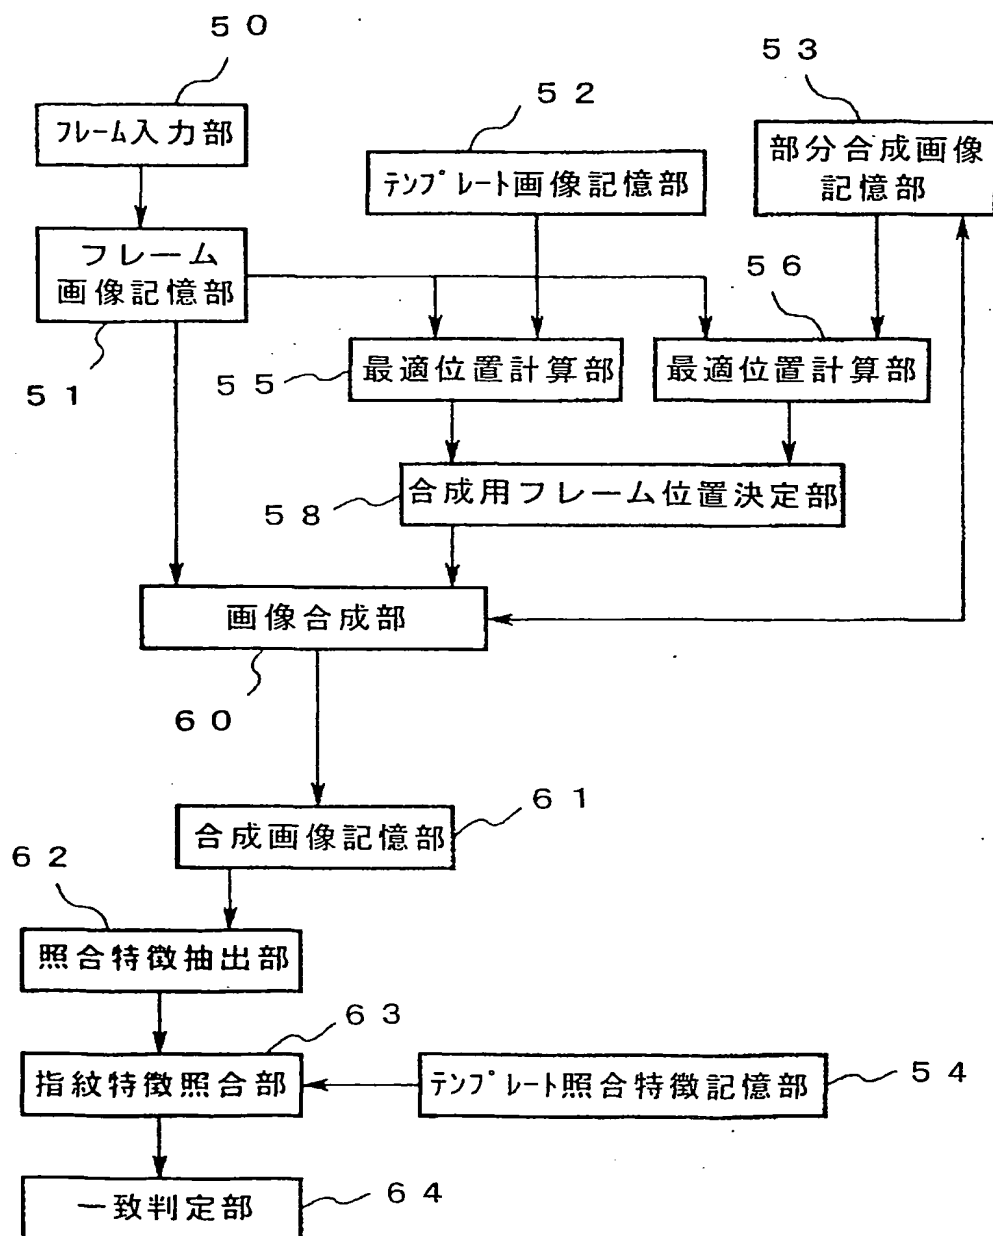 ５０
フレーム入力部
５２
テンプレート画像記憶部
５３
部分合成画像
記憶部
フレーム
画像記憶部
５１
５５
最適位置計算部
５６
最適位置計算部
５８
合成用フレーム位置決定部
画像合成部
６０
６１
合成画像記憶部
６２
照合特徴抽出部
６３
指紋特徴照合部
テンプレート照合特徴記憶部
５４
一致判定部
６４